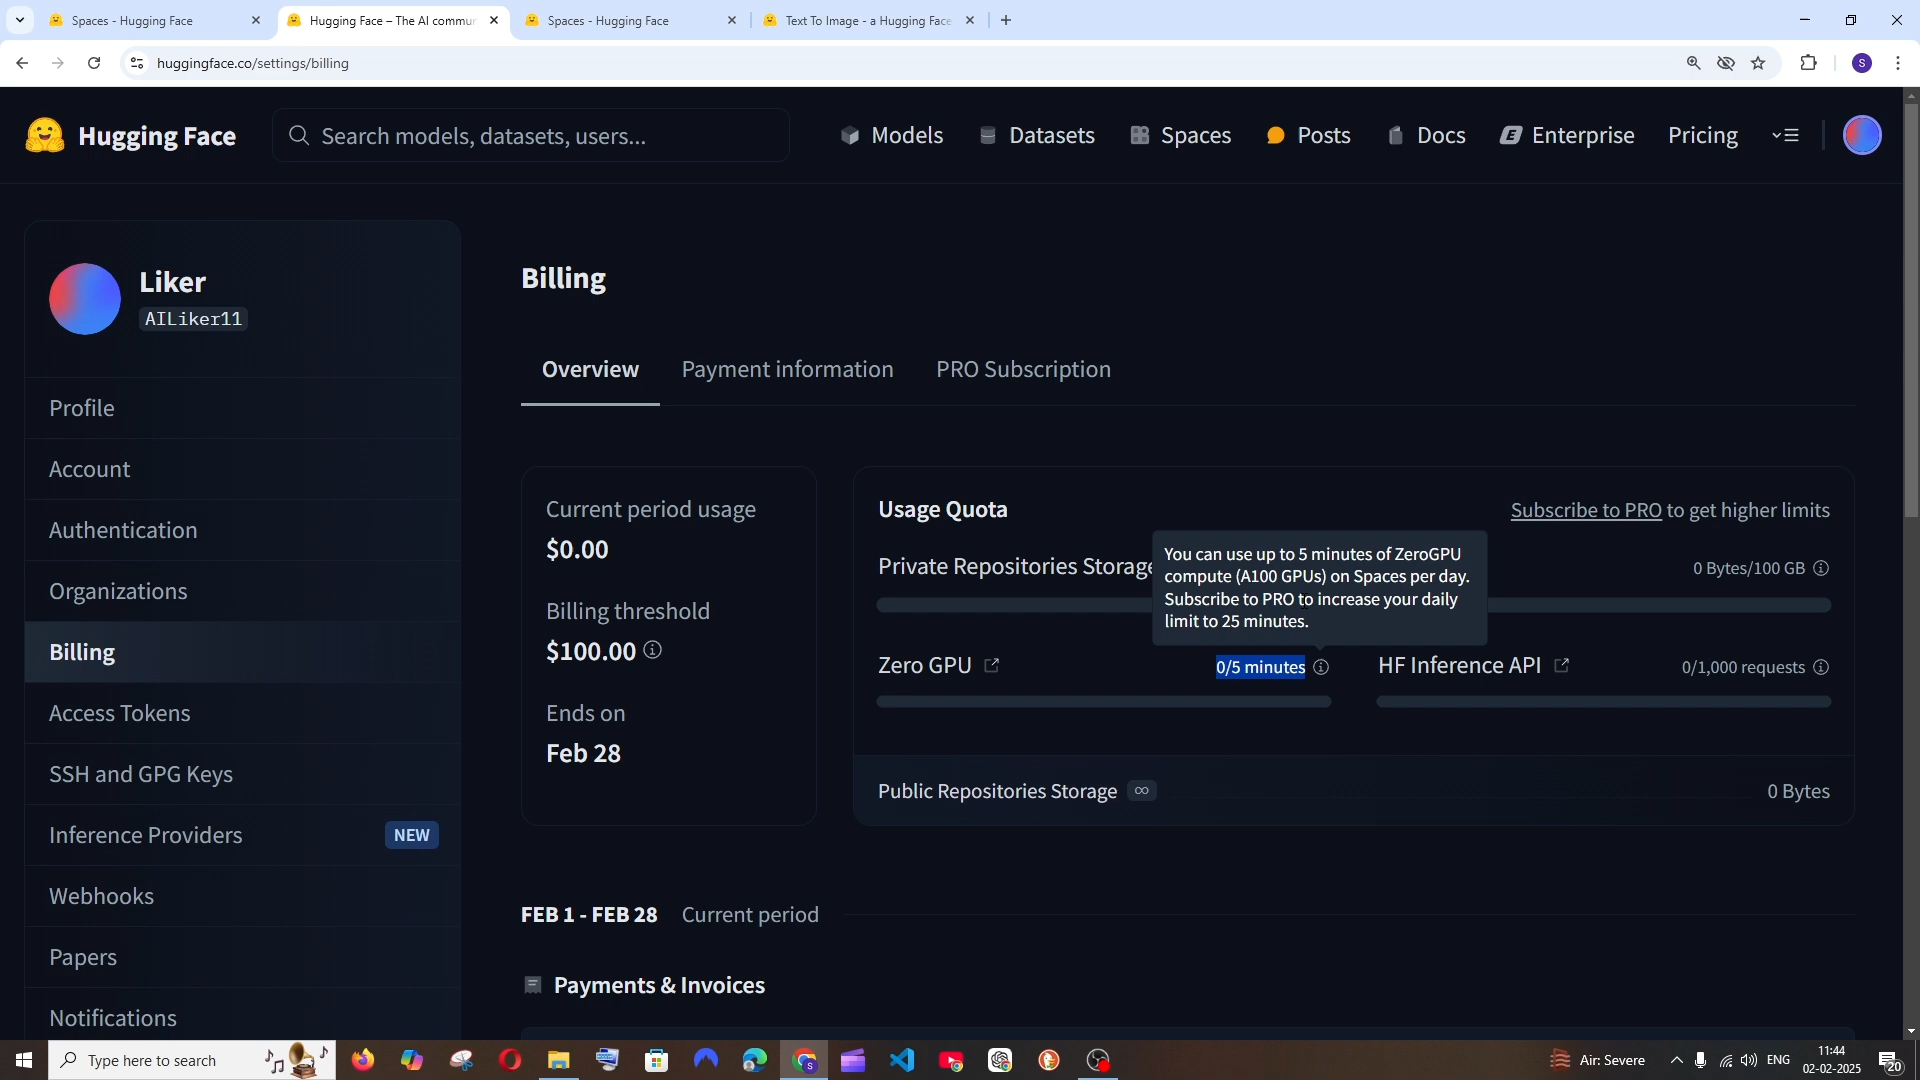 Spaces - Hugging Face
Hugging Face – The AI commun
Spaces - Hugging Face
Text To Image - a Hugging Face
huggingface.co/settings/billing
S
Hugging Face
Search models, datasets, users...
Models
Datasets
Spaces
Posts
Docs
Enterprise
Pricing
Liker
AILiker11
Profile
Account
Authentication
Organizations
Billing
Access Tokens
SSH and GPG Keys
Inference Providers NEW
Webhooks
Papers
Notifications
Billing
Overview
Payment information
PRO Subscription
Current period usage
$0.00
Billing threshold
$100.00
Ends on
Feb 28
Usage Quota
Subscribe to PRO to get higher limits
Private Repositories Storage
0 Bytes/100 GB
You can use up to 5 minutes of ZeroGPU
compute (A100 GPUs) on Spaces per day.
Subscribe to PRO to increase your daily
limit to 25 minutes.
Zero GPU
0/5 minutes
HF Inference API
0/1,000 requests
Public Repositories Storage ∞
0 Bytes
FEB 1 - FEB 28 Current period
Payments & Invoices
Type here to search
Air: Severe
ENG
11:44
02-02-2025
20